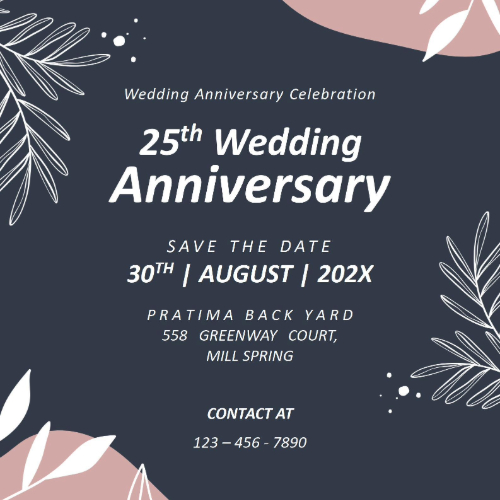 Wedding Anniversary Celebration
25th Wedding
Anniversary
SAVE THE DATE
30TH | AUGUST | 202X
PRATIMA BACK YARD
558 GREENWAY COURT,
MILL SPRING
CONTACT AT
123 – 456 - 7890